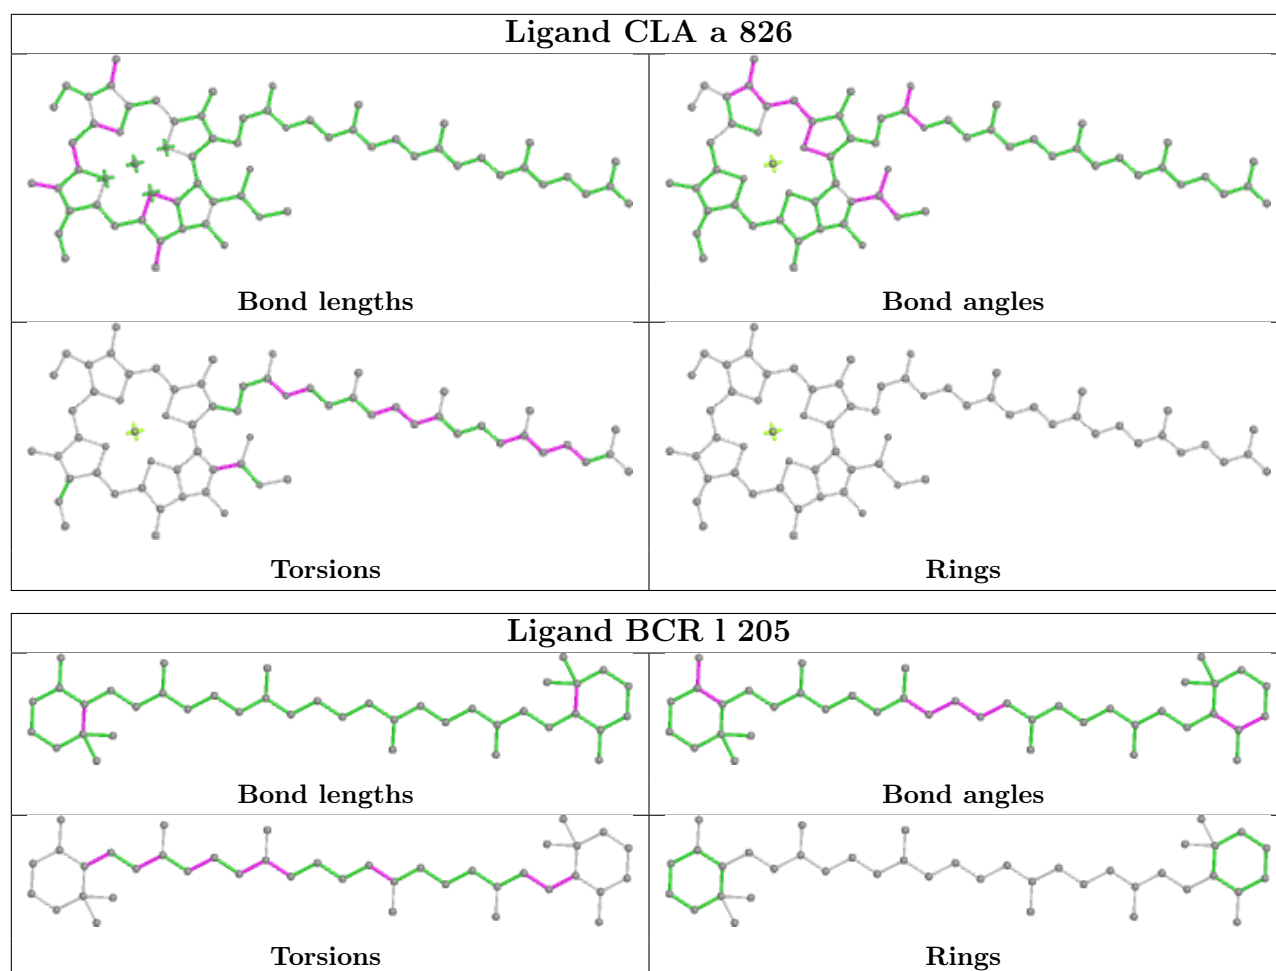 Ligand CLA a 826
Bond lengths
Bond angles
Torsions
Rings
Ligand BCR l 205
Bond lengths
Bond angles
Torsions
Rings